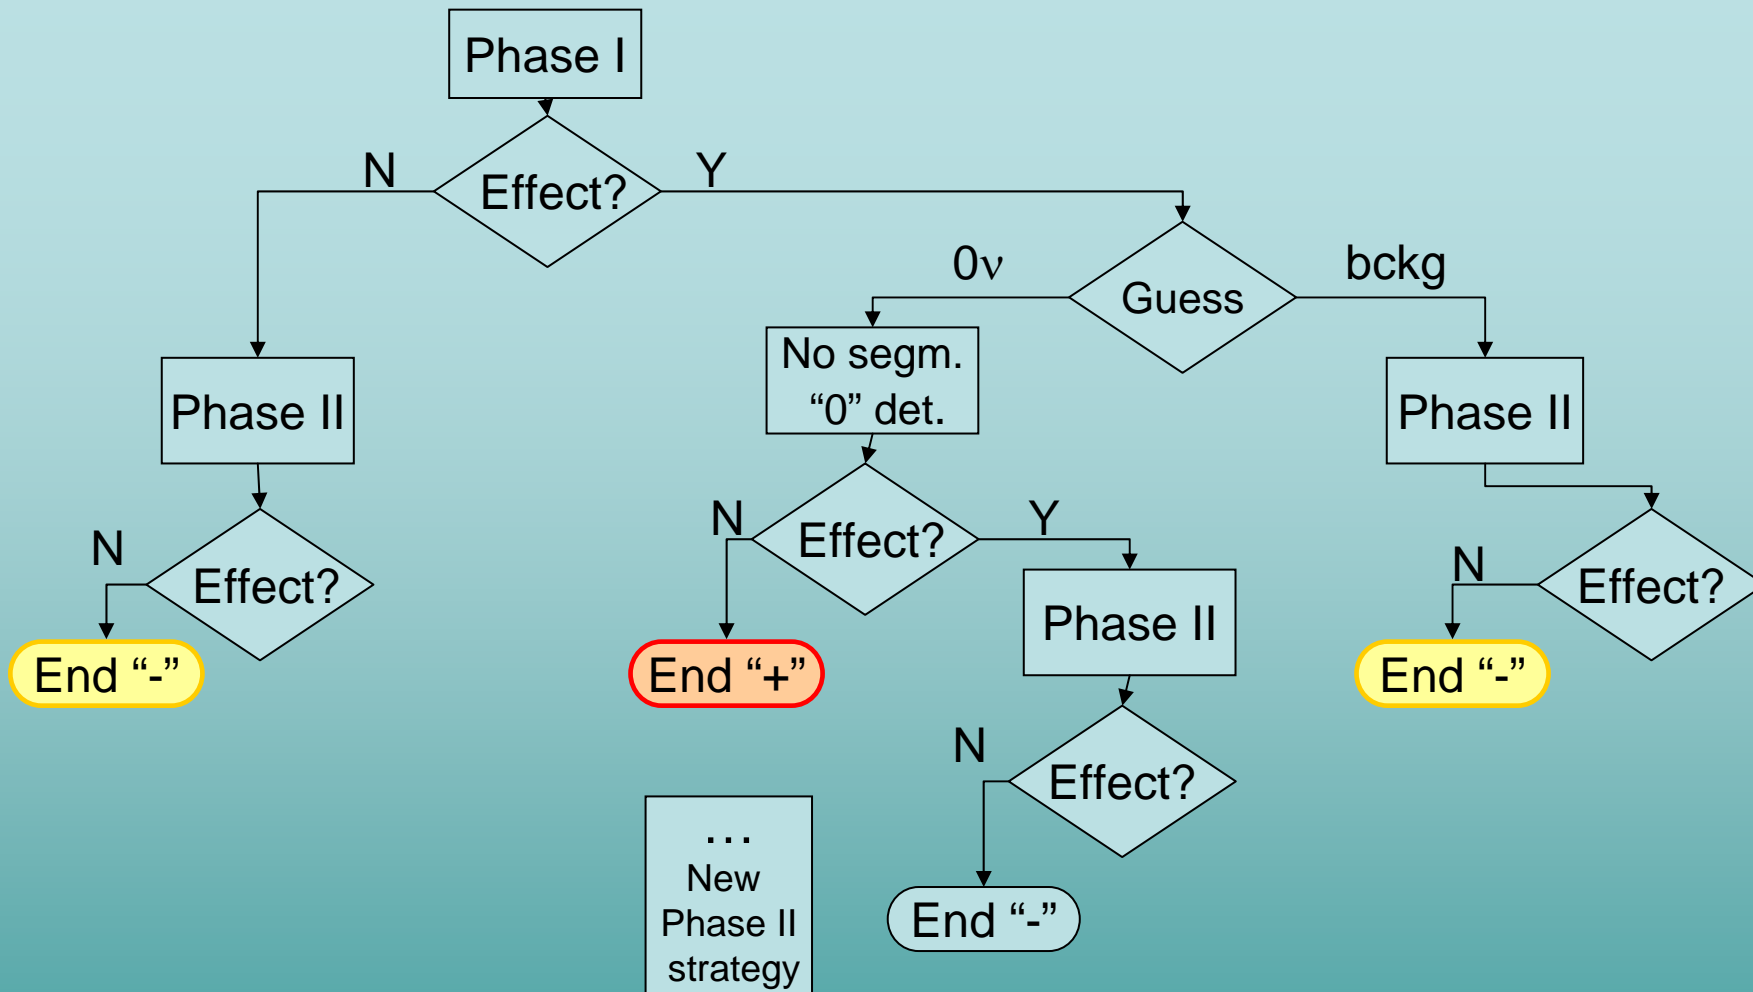 Phase I
N
Effect?
Y
0ν
Guess
bckg
No segm.
“0” det.
Phase II
Phase II
N
Effect?
Y
N
Effect?
Phase II
N
Effect?
End “-”
End “+”
End “-”
N
Effect?
…
New
Phase II
strategy
End “-”